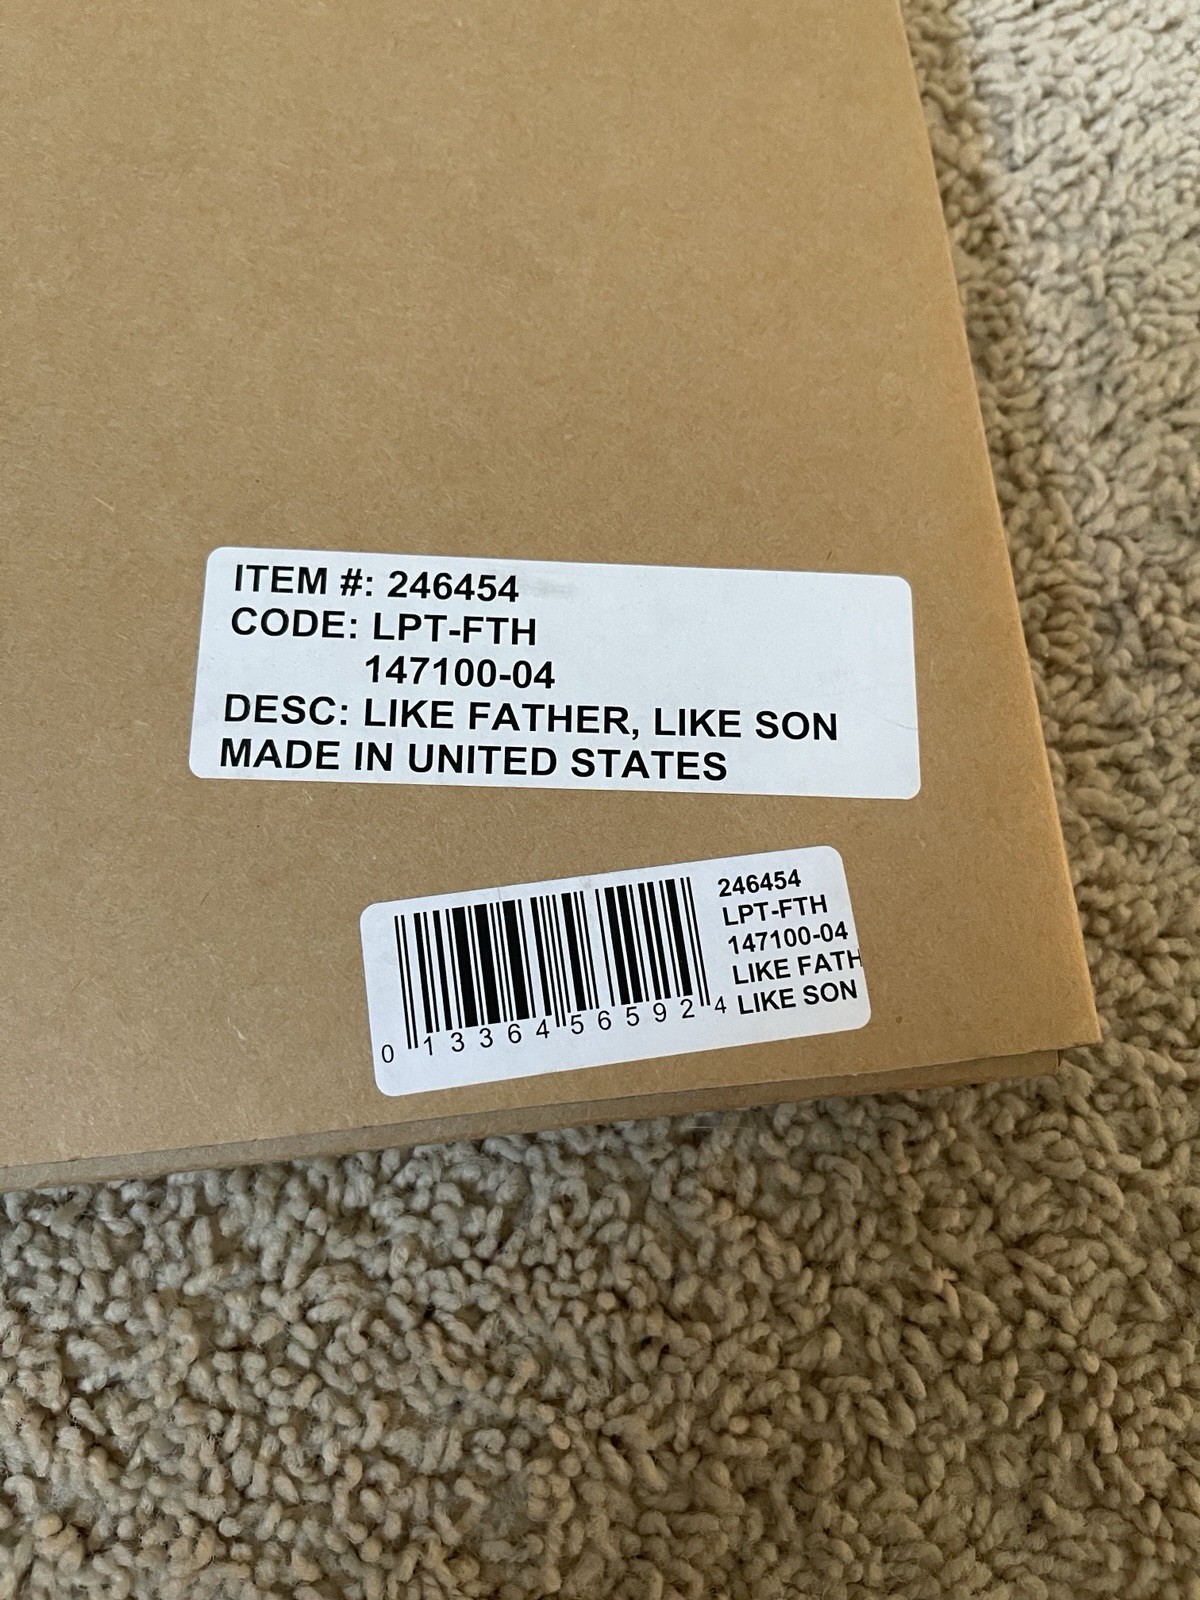 ITEM #: 246454
CODE: LPT-FTH
147100-04
DESC: LIKE FATHER, LIKE SON
MADE IN UNITED STATES
246454
LPT-FTH
147100-04
LIKE FATH
LIKE SON
0 13364 56592 4